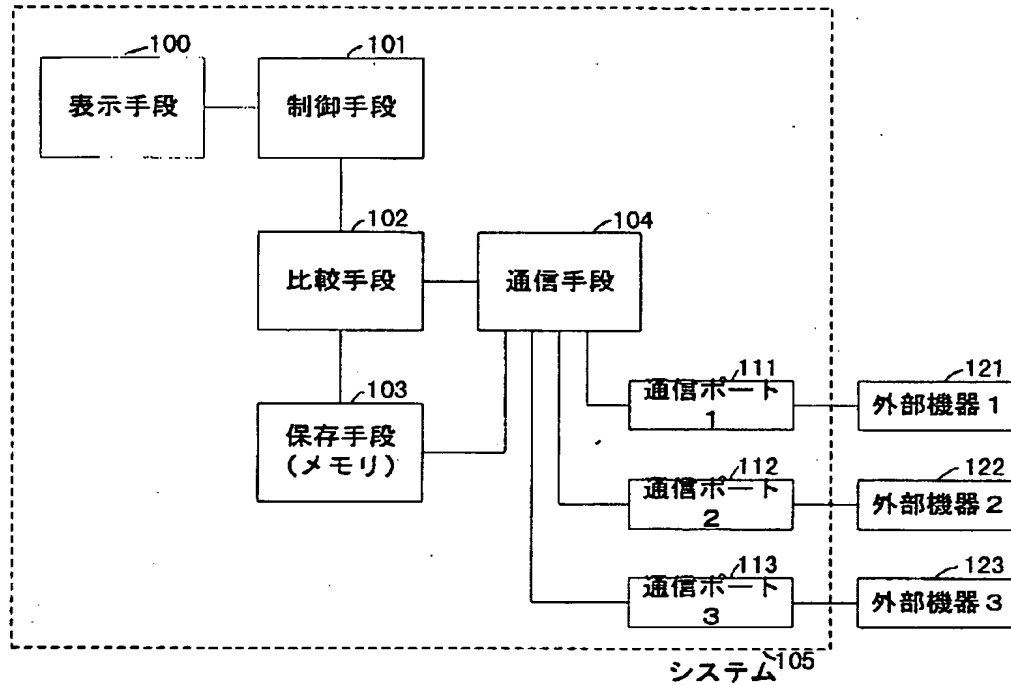 100
表示手段
101
制御手段
102
比較手段
104
通信手段
103
保存手段
(メモリ)
111
通信ポート
1
121
外部機器1
112
通信ポート
2
122
外部機器2
113
通信ポート
3
123
外部機器3
システム105